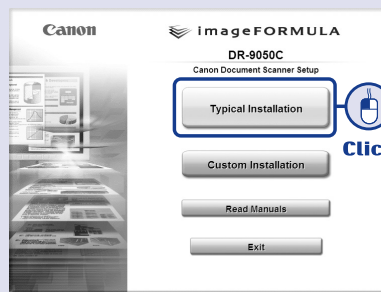 Canon
imageFORMULA
DR-9050C
Canon Document Scanner Setup
Typical Installation
Clic
Custom Installation
Read Manuals
Exit